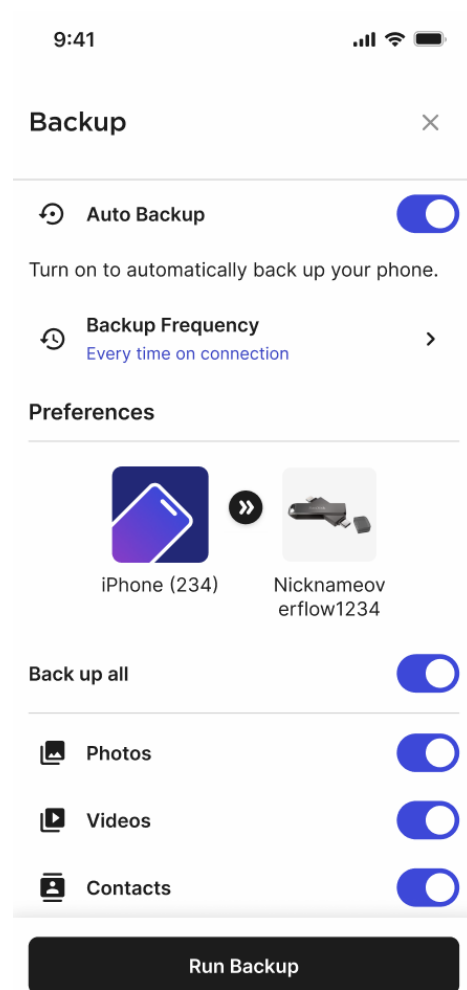 9:41
Backup
Auto Backup
Turn on to automatically back up your phone.
Backup Frequency
Every time on connection
Preferences
iPhone (234)
Nicknameov
erflow1234
Back up all
Photos
Videos
Contacts
Run Backup